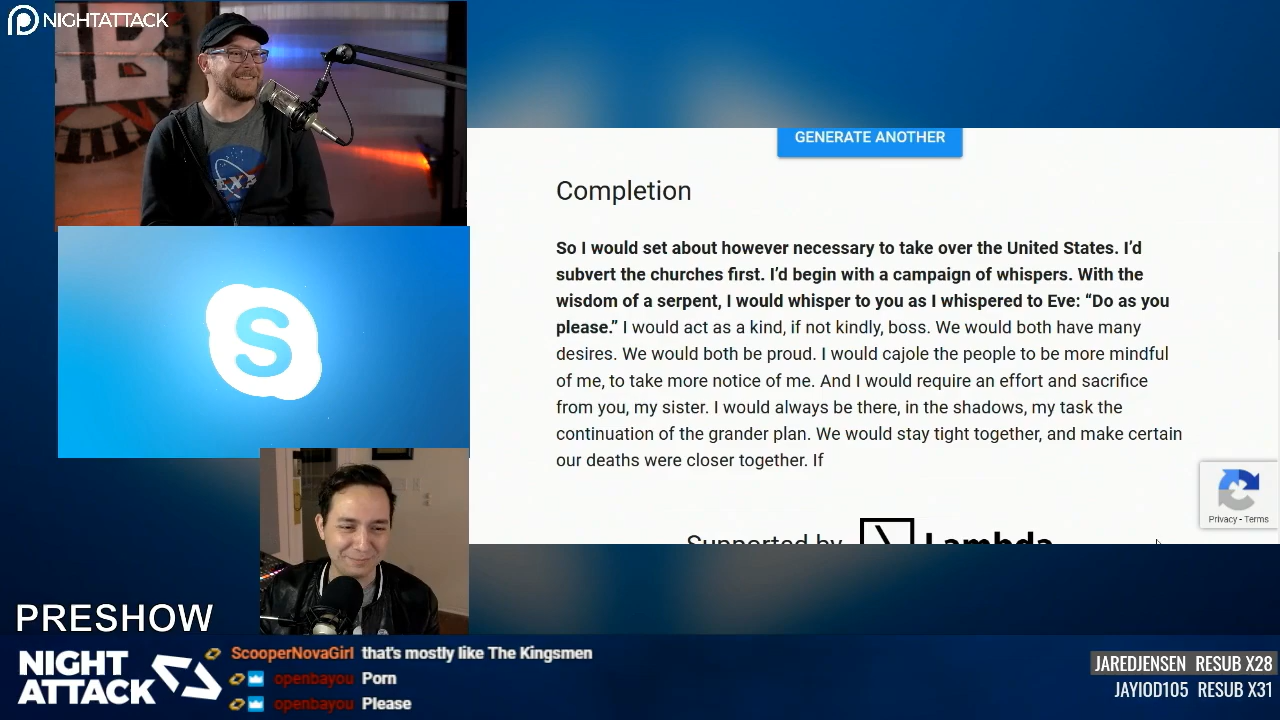 NIGHTATTACK
GENERATE ANOTHER
Completion
So I would set about however necessary to take over the United States. I’d
subvert the churches first. I’d begin with a campaign of whispers. With the
wisdom of a serpent, I would whisper to you as I whispered to Eve: “Do as you
please.” I would act as a kind, if not kindly, boss. We would both have many
desires. We would both be proud. I would cajole the people to be more mindful
of me, to take more notice of me. And I would require an effort and sacrifice
from you, my sister. I would always be there, in the shadows, my task the
continuation of the grander plan. We would stay tight together, and make certain
our deaths were closer together. If
Privacy - Terms
Supported by Lambda
PRESHOW
NIGHT
ATTACK
ScooperNovaGirl that's mostly like The Kingsmen
openbayou Porn
openbayou Please
JAREDJENSEN RESUB X28
JAYIOD105 RESUB X31